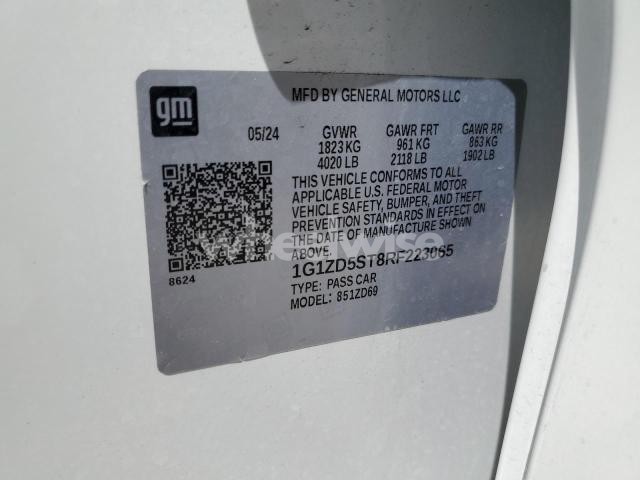 gm
MFD BY GENERAL MOTORS LLC
05/24 GVWR GAWR FRT GAWR RR
1823 KG 961 KG 863 KG
4020 LB 2118 LB 1902 LB
THIS VEHICLE CONFORMS TO ALL
APPLICABLE U.S. FEDERAL MOTOR
VEHICLE SAFETY, BUMPER, AND THEFT
PREVENTION STANDARDS IN EFFECT ON
THE DATE OF MANUFACTURE SHOWN
ABOVE.
1G1ZD5ST8RF223065
8624
TYPE: PASS CAR
MODEL: 851ZD69